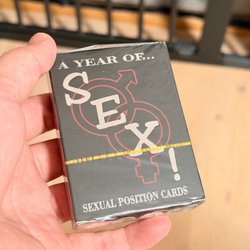 A YEAR OF...
SEX!
SEXUAL POSITION CARDS